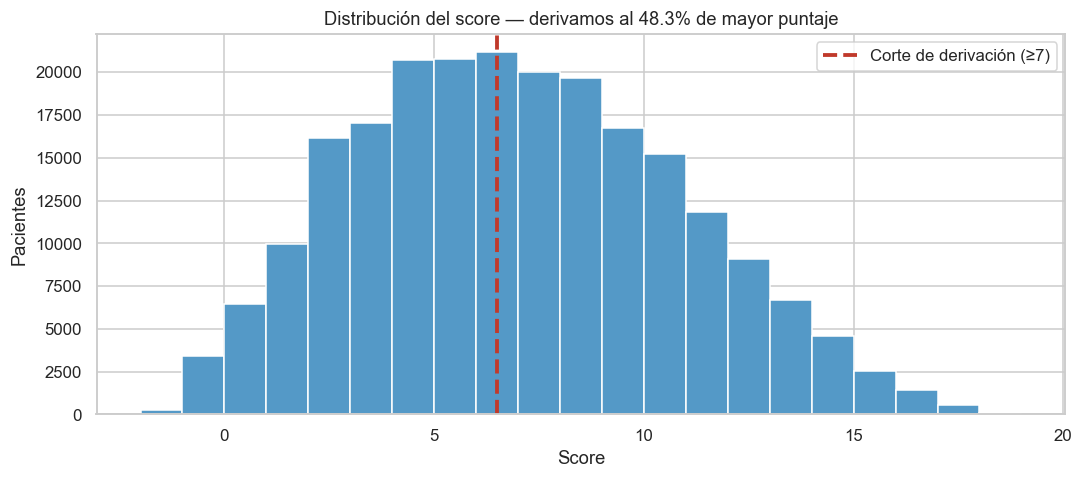 Distribución del score — derivamos al 48.3% de mayor puntaje
Corte de derivación (≥7)
Pacientes
20000
17500
15000
12500
10000
7500
5000
2500
0
0 5 10 15 20
Score